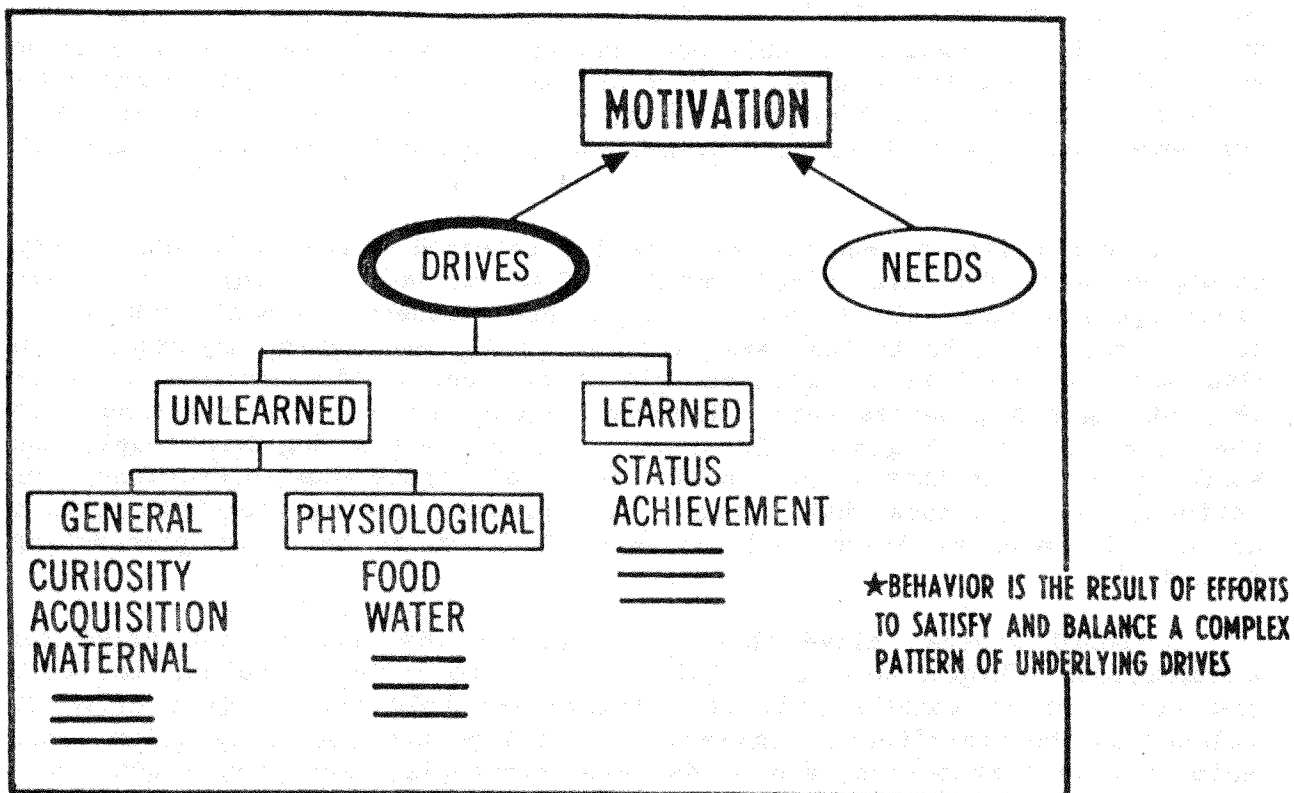 MOTIVATION
DRIVES
NEEDS
UNLEARNED
LEARNED
STATUS
ACHIEVEMENT
GENERAL
PHYSIOLOGICAL
CURIOSITY
ACQUISITION
MATERNAL
FOOD
WATER
★BEHAVIOR IS THE RESULT OF EFFORTS
TO SATISFY AND BALANCE A COMPLEX
PATTERN OF UNDERLYING DRIVES